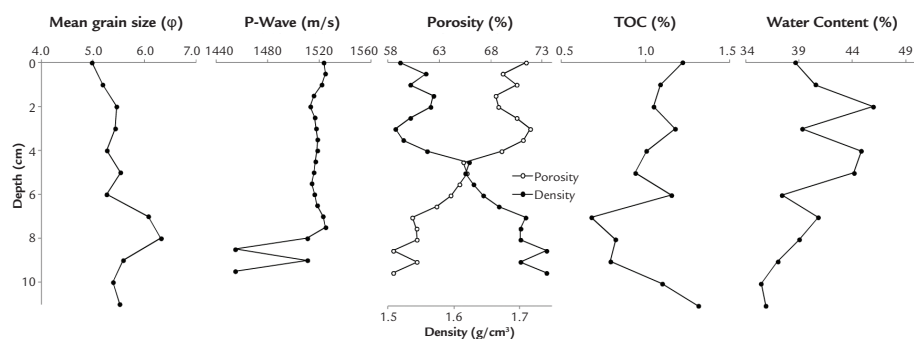 Mean grain size (φ) P-Wave (m/s) Porosity (%) TOC (%) Water Content (%)
4.0 5.0 6.0 7.0 1440 1480 1520 1560 58 63 68 73 0.5 1.0 1.5 34 39 44 49
0
2
4
Depth (cm)
Porosity
6
Density
8
10
1.5 1.6 1.7
Density (g/cm³)